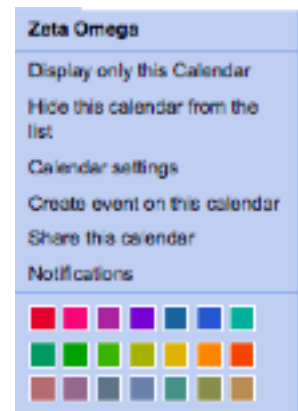 Zeta Omega
Display only this Calendar
Hide this calendar from the
list
Calendar settings
Create event on this calendar
Share this calendar
Notifications